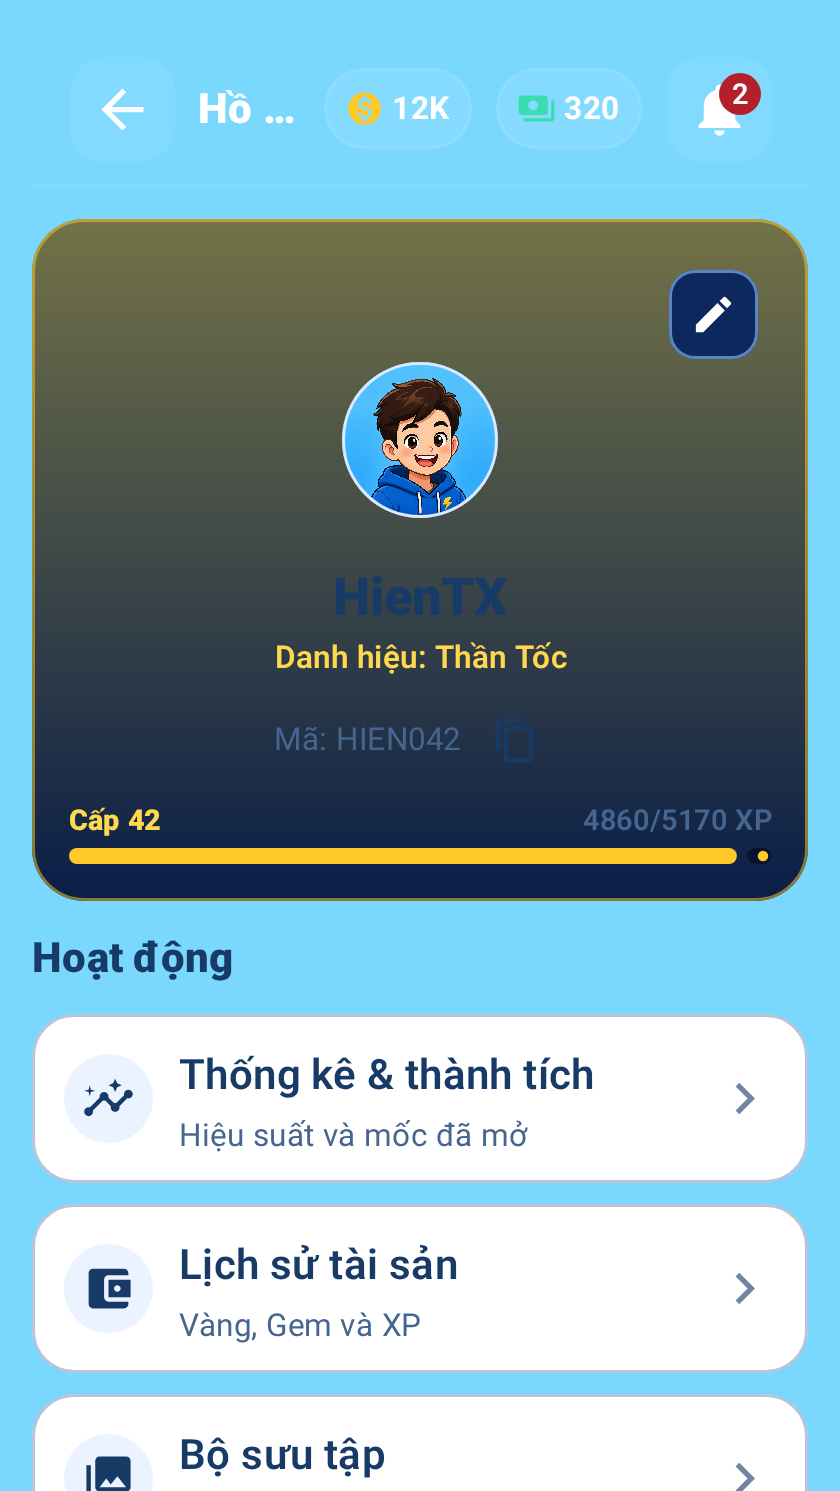 Hồ ... 12K 320 2
HienTX
Danh hiệu: Thần Tốc
Mã: HIEN042
Cấp 42 4860/5170 XP
Hoạt động
Thống kê & thành tích
Hiệu suất và mốc đã mở
Lịch sử tài sản
Vàng, Gem và XP
Bộ sưu tập